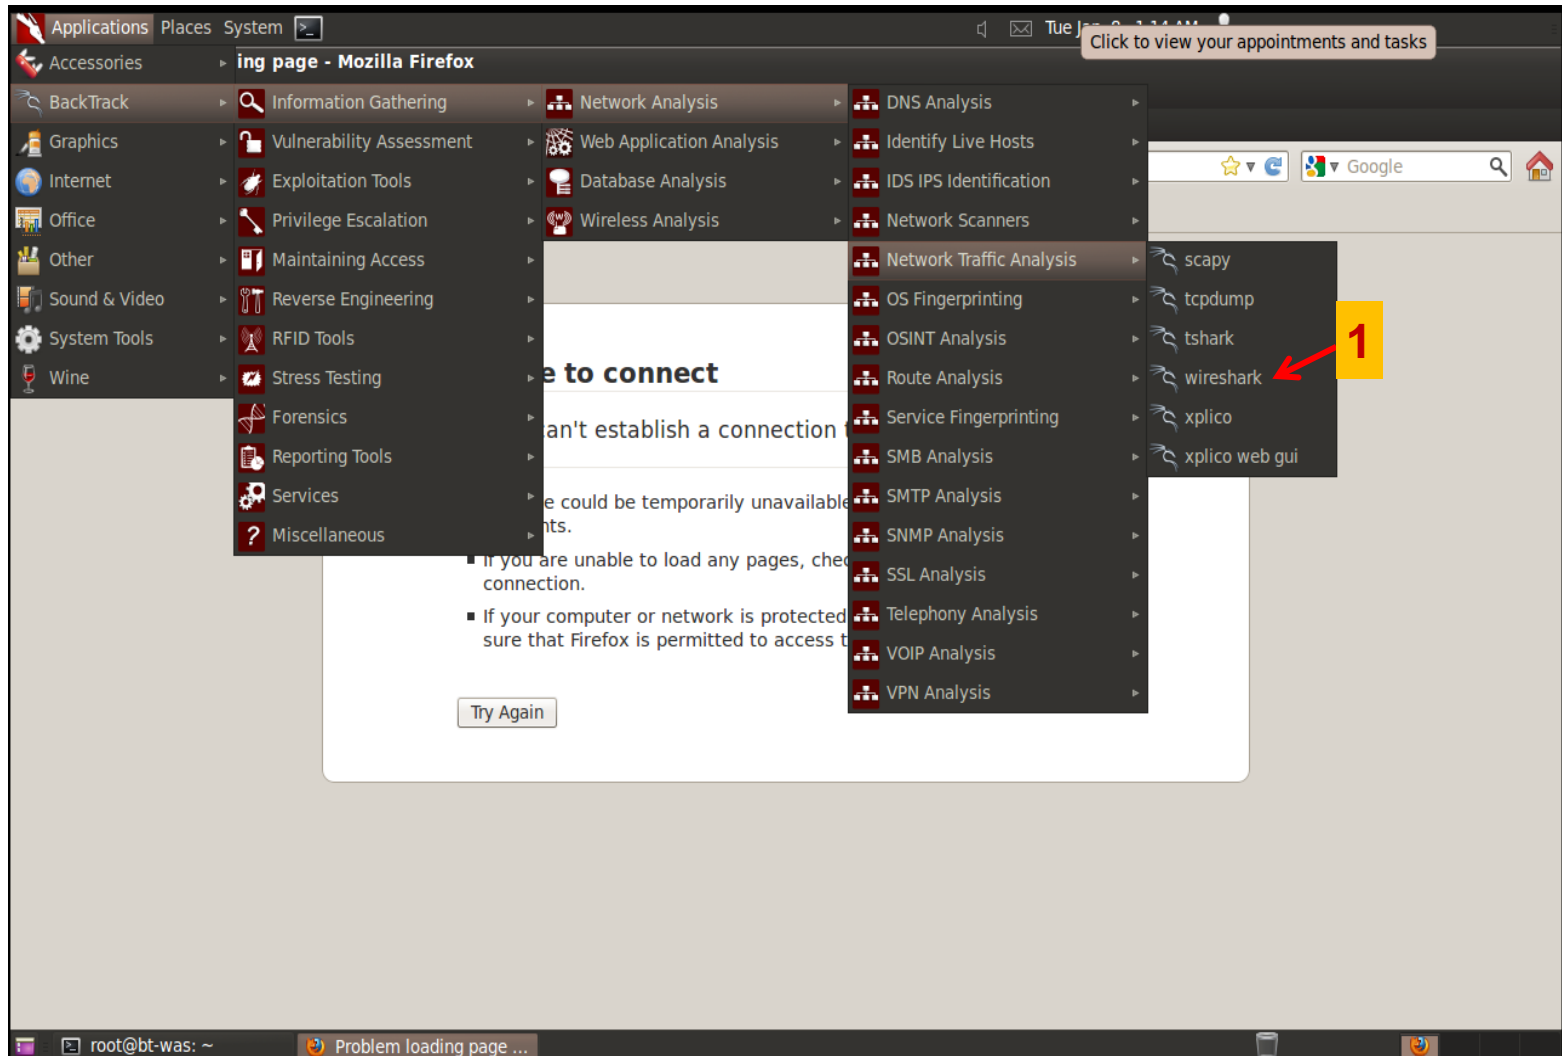 Applications Places System
Tue Ja
Click to view your appointments and tasks
ing page - Mozilla Firefox
Accessories
BackTrack
Graphics
Internet
Office
Other
Sound & Video
System Tools
Wine
Information Gathering
Vulnerability Assessment
Exploitation Tools
Privilege Escalation
Maintaining Access
Reverse Engineering
RFID Tools
Stress Testing
Forensics
Reporting Tools
Services
Miscellaneous
Network Analysis
Web Application Analysis
Database Analysis
Wireless Analysis
DNS Analysis
Identify Live Hosts
IDS IPS Identification
Network Scanners
Network Traffic Analysis
OS Fingerprinting
OSINT Analysis
Route Analysis
Service Fingerprinting
SMB Analysis
SMTP Analysis
SNMP Analysis
SSL Analysis
Telephony Analysis
VOIP Analysis
VPN Analysis
scapy
tcpdump
tshark
wireshark
xplico
xplico web gui
1
Google
e to connect
can't establish a connection
e could be temporarily unavailable
nts.
If you are unable to load any pages, chec
connection.
If your computer or network is protected
sure that Firefox is permitted to access t
Try Again
root@bt-was: ~
Problem loading page ...